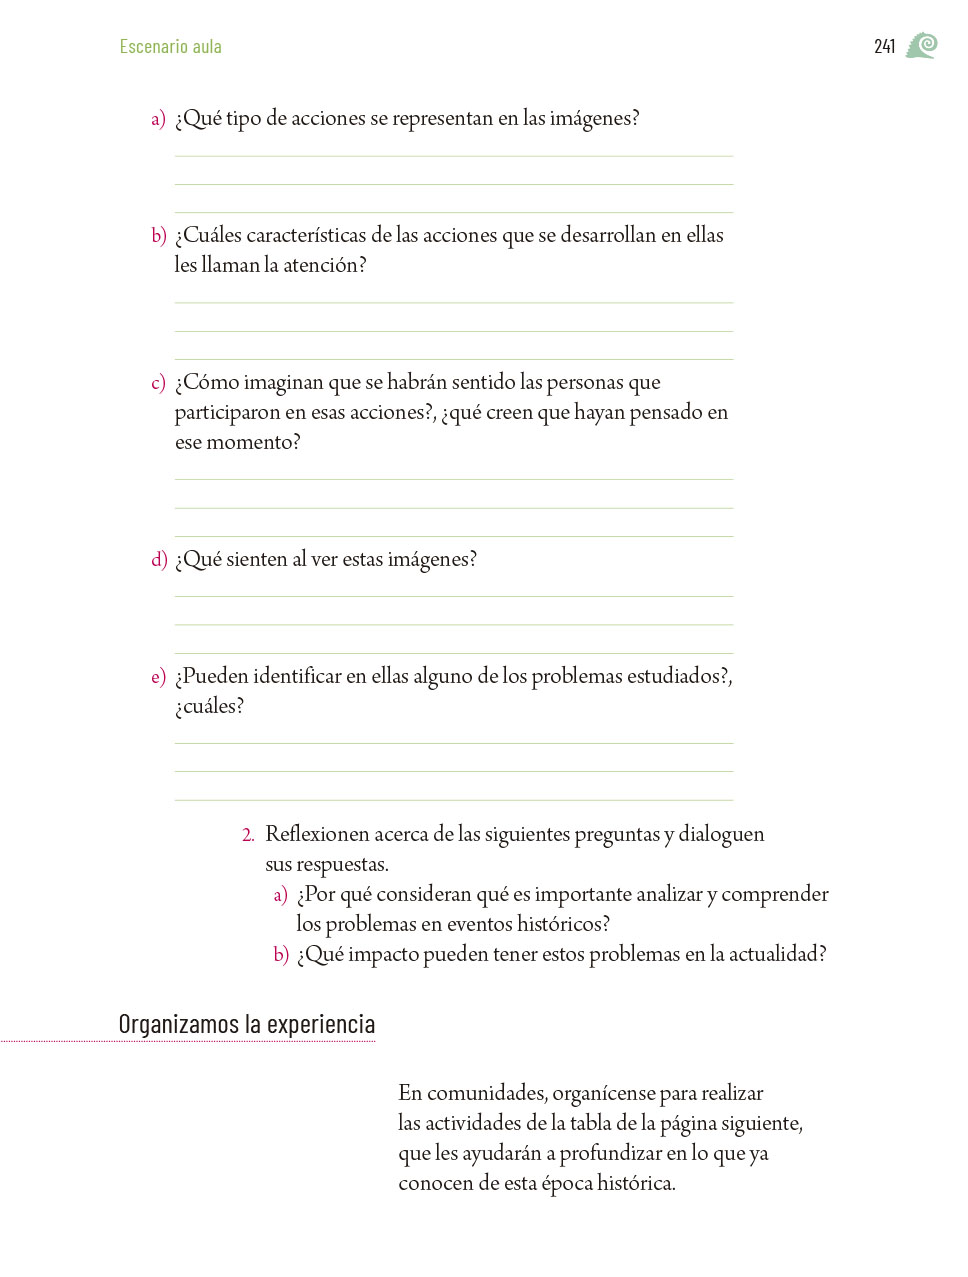 Escenario aula
241
a) ¿Qué tipo de acciones se representan en las imágenes?
b) ¿Cuáles características de las acciones que se desarrollan en ellas
les llaman la atención?
c) ¿Cómo imaginan que se habrán sentido las personas que
participaron en esas acciones?, ¿qué creen que hayan pensado en
ese momento?
d) ¿Qué sienten al ver estas imágenes?
e) ¿Pueden identificar en ellas alguno de los problemas estudiados?,
¿cuáles?
2. Reflexionen acerca de las siguientes preguntas y dialoguen
sus respuestas.
a) ¿Por qué consideran qué es importante analizar y comprender
los problemas en eventos históricos?
b) ¿Qué impacto pueden tener estos problemas en la actualidad?
Organizamos la experiencia
En comunidades, organícense para realizar
las actividades de la tabla de la página siguiente,
que les ayudarán a profundizar en lo que ya
conocen de esta época histórica.